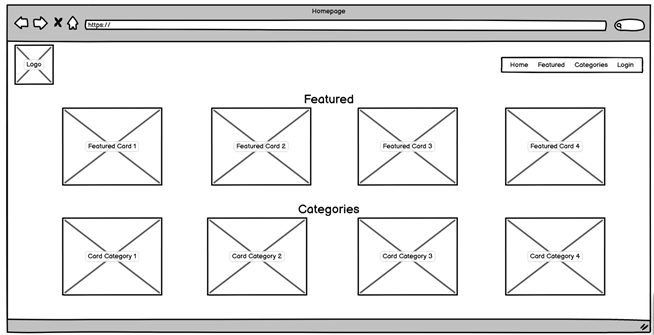 Homepage
https://
Logo
Home Featured Categories Login
Featured
Featured Card 1 Featured Card 2 Featured Card 3 Featured Card 4
Categories
Card Category 1 Card Category 2 Card Category 3 Card Category 4